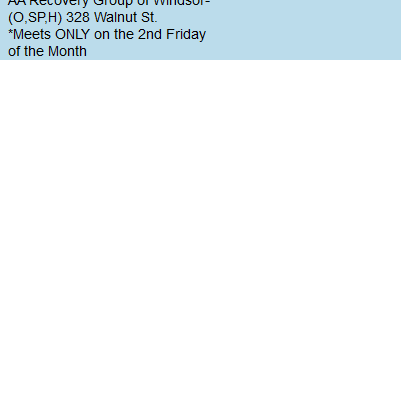 AA Recovery Group of Windsor-
(O,SP,H) 328 Walnut St.
*Meets ONLY on the 2nd Friday
of the Month